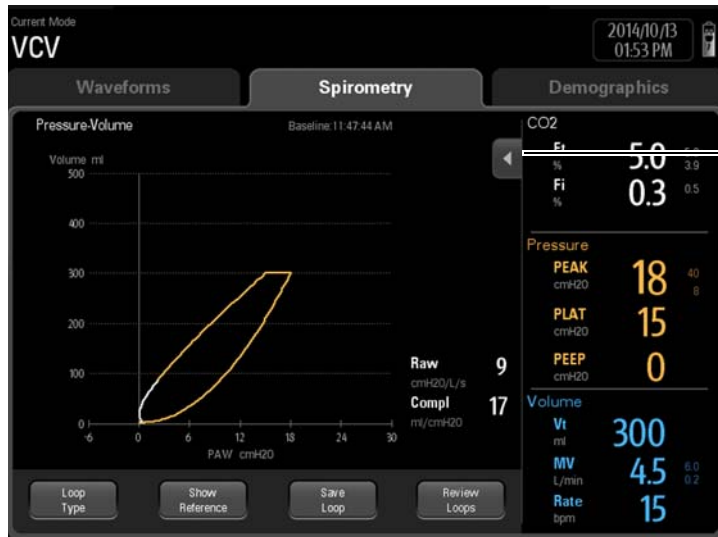 Current Mode
VCV
2014/10/13
01:53 PM
Waveforms
Spirometry
Demographics
Pressure-Volume
Baseline:11:47:44 AM
Volume ml
500
400
300
200
100
0
-6 0 6 12 18 24 30
PAW cmH2O
Raw 9
cmH20/L/s
Compl 17
ml/cmH20
CO2
Et 5.0
% 3.9
Fi 0.3 0.5
%
Pressure
PEAK 18 40
cmH20 8
PLAT 15
cmH20
PEEP 0
cmH20
Volume
Vt 300
ml
MV 4.5 6.0
L/min 0.2
Rate 15
bpm
Loop
Type
Show
Reference
Save
Loop
Review
Loops